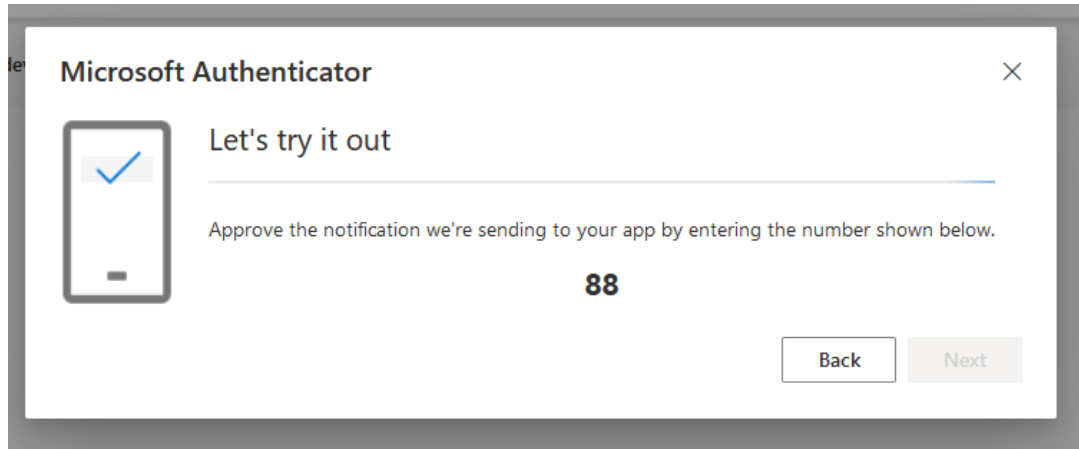 Microsoft Authenticator
Let's try it out
Approve the notification we're sending to your app by entering the number shown below.
88
Back
Next